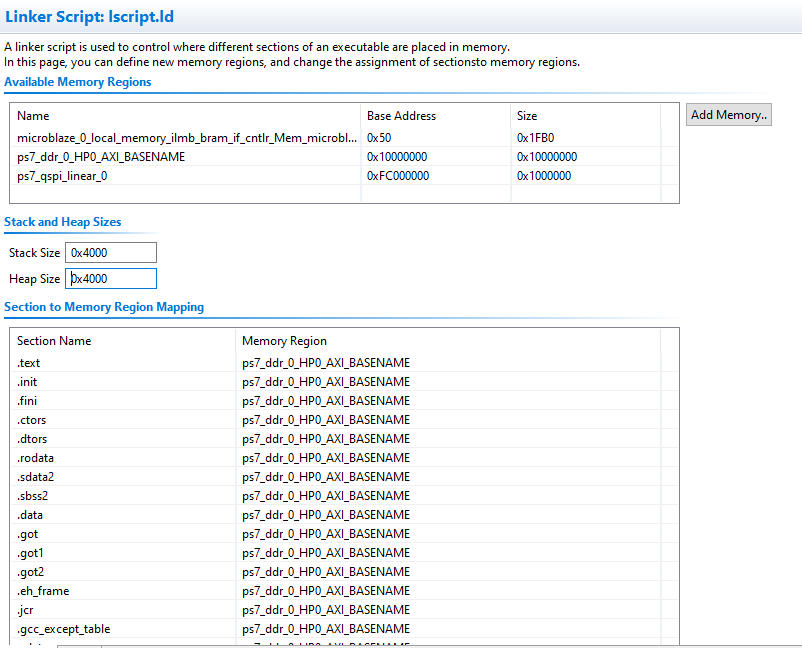 Linker Script: lscript.ld
A linker script is used to control where different sections of an executable are placed in memory.
In this page, you can define new memory regions, and change the assignment of sectionsto memory regions.
Available Memory Regions
Name Base Address Size
microblaze_0_local_memory_ilmb_bram_if_cntlr_Mem_microbl... 0x50 0x1FB0
ps7_ddr_0_HP0_AXI_BASENAME 0x10000000 0x10000000
ps7_qspi_linear_0 0xFC000000 0x1000000
Add Memory..
Stack and Heap Sizes
Stack Size 0x4000
Heap Size 0x4000
Section to Memory Region Mapping
Section Name Memory Region
.text ps7_ddr_0_HP0_AXI_BASENAME
.init ps7_ddr_0_HP0_AXI_BASENAME
.fini ps7_ddr_0_HP0_AXI_BASENAME
.ctors ps7_ddr_0_HP0_AXI_BASENAME
.dtors ps7_ddr_0_HP0_AXI_BASENAME
.rodata ps7_ddr_0_HP0_AXI_BASENAME
.sdata2 ps7_ddr_0_HP0_AXI_BASENAME
.sbss2 ps7_ddr_0_HP0_AXI_BASENAME
.data ps7_ddr_0_HP0_AXI_BASENAME
.got ps7_ddr_0_HP0_AXI_BASENAME
.got1 ps7_ddr_0_HP0_AXI_BASENAME
.got2 ps7_ddr_0_HP0_AXI_BASENAME
.eh_frame ps7_ddr_0_HP0_AXI_BASENAME
.jcr ps7_ddr_0_HP0_AXI_BASENAME
.gcc_except_table ps7_ddr_0_HP0_AXI_BASENAME